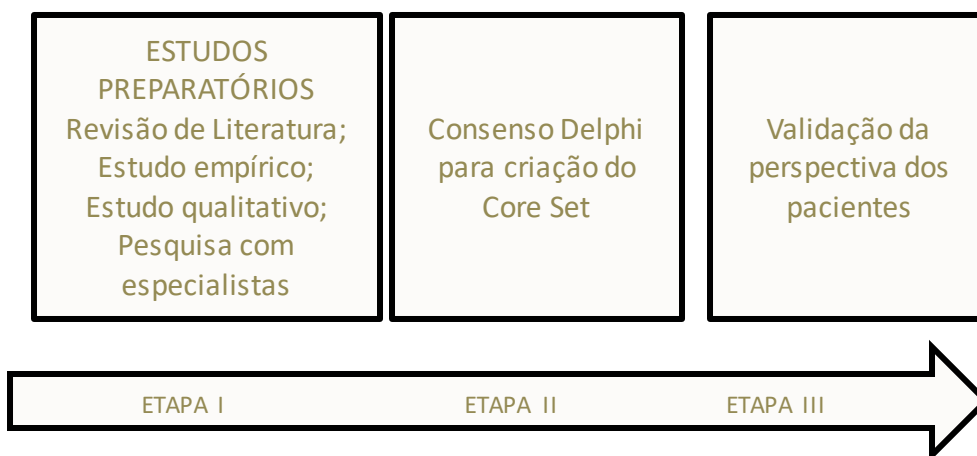 ESTUDOS
PREPARATÓRIOS
Revisão de Literatura;
Estudo empírico;
Estudo qualitativo;
Pesquisa com
especialistas
Consenso Delphi
para criação do
Core Set
Validação da
perspectiva dos
pacientes
ETAPA I
ETAPA II
ETAPA III